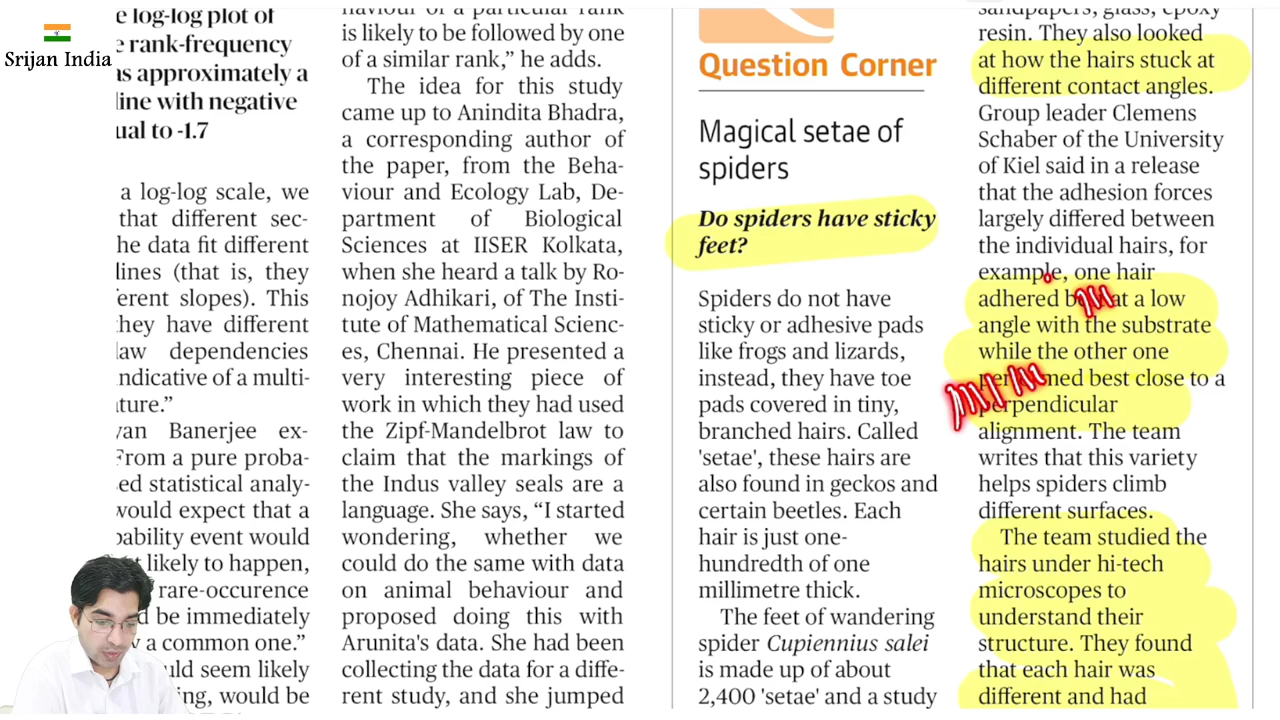 Srijan India
e log-log plot of
e rank-frequency
as approximately a
line with negative
ual to -1.7
a log-log scale, we
that different sec-
he data fit different
lines (that is, they
ferent slopes). This
they have different
law dependencies
indicative of a multi-
ature.”
yan Banerjee ex-
From a pure proba-
ed statistical analy-
would expect that a
bability event would
likely to happen,
rare-occurence
d be immediately
y a common one.”
uld seem likely
ing, would be
haviour of a particular rank
is likely to be followed by one
of a similar rank,” he adds.
The idea for this study
came up to Anindita Bhadra,
a corresponding author of
the paper, from the Beha-
viour and Ecology Lab, De-
partment of Biological
Sciences at IISER Kolkata,
when she heard a talk by Ro-
nojoy Adhikari, of The Insti-
tute of Mathematical Scienc-
es, Chennai. He presented a
very interesting piece of
work in which they had used
the Zipf-Mandelbrot law to
claim that the markings of
the Indus valley seals are a
language. She says, “I started
wondering, whether we
could do the same with data
on animal behaviour and
proposed doing this with
Arunita's data. She had been
collecting the data for a diffe-
rent study, and she jumped
Question Corner
Magical setae of
spiders
Do spiders have sticky
feet?
Spiders do not have
sticky or adhesive pads
like frogs and lizards,
instead, they have toe
pads covered in tiny,
branched hairs. Called
'setae', these hairs are
also found in geckos and
certain beetles. Each
hair is just one-
hundredth of one
millimetre thick.
The feet of wandering
spider Cupiennius salei
is made up of about
2,400 'setae' and a study
sandpapers, glass, epoxy
resin. They also looked
at how the hairs stuck at
different contact angles.
Group leader Clemens
Schaber of the University
of Kiel said in a release
that the adhesion forces
largely differed between
the individual hairs, for
example, one hair
adhered at a low
angle with the substrate
while the other one
best close to a
perpendicular
alignment. The team
writes that this variety
helps spiders climb
different surfaces.
The team studied the
hairs under hi-tech
microscopes to
understand their
structure. They found
that each hair was
different and had